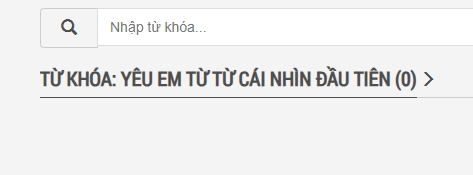 Nhập từ khóa...
TỪ KHÓA: YÊU EM TỪ TỪ CÁI NHÌN ĐẦU TIÊN (0)